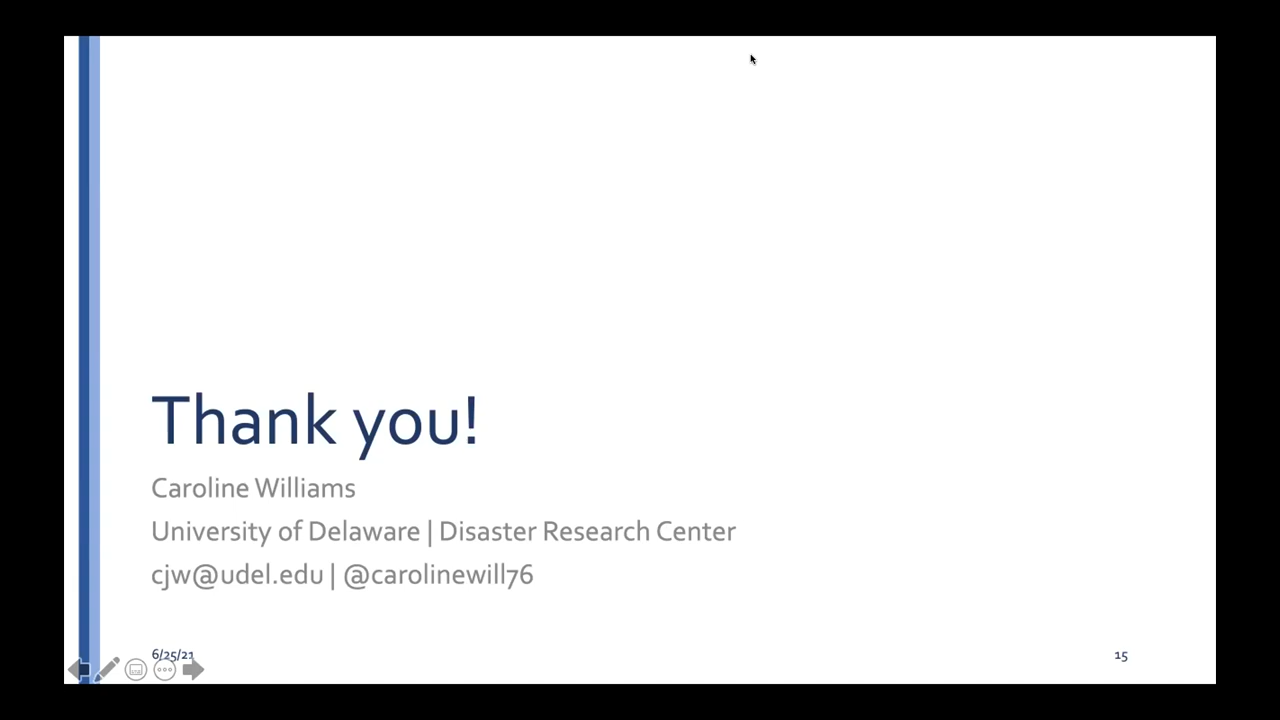 Thank you!
Caroline Williams
University of Delaware | Disaster Research Center
cjw@udel.edu | @carolinewill76
6/25/21
15